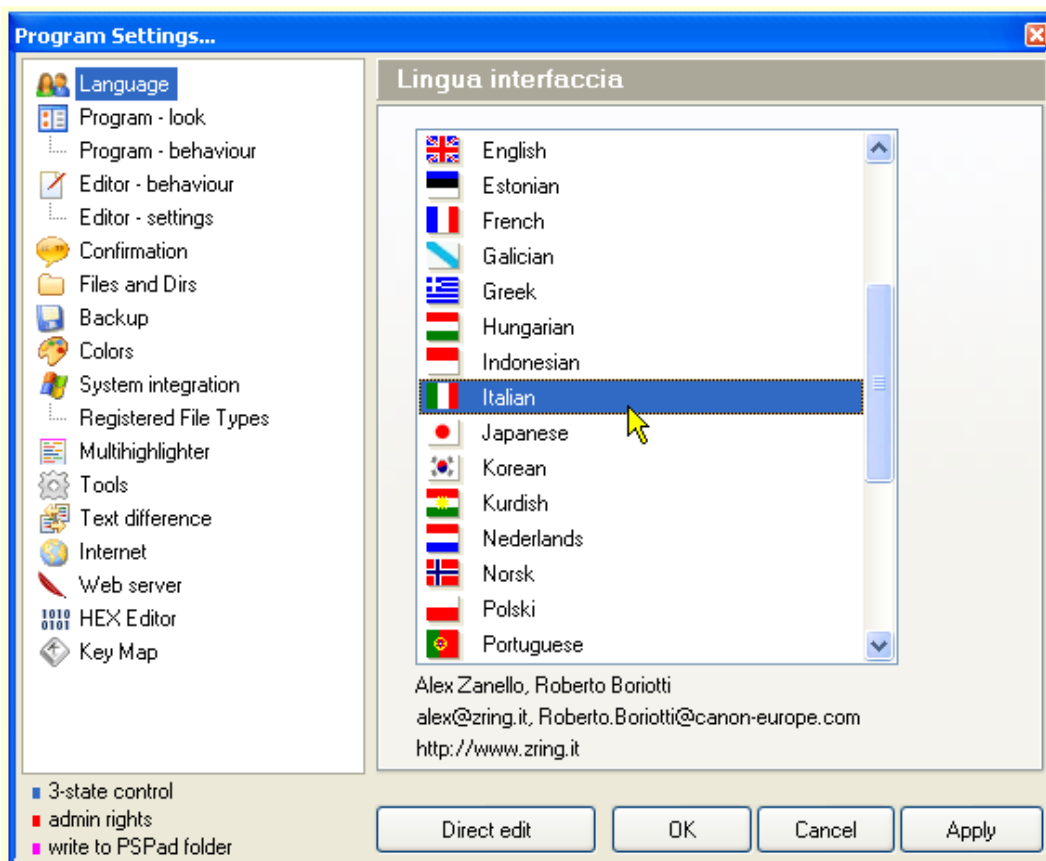 Program Settings...
Language
Program - look
Program - behaviour
Editor - behaviour
Editor - settings
Confirmation
Files and Dirs
Backup
Colors
System integration
Registered File Types
Multihighlighter
Tools
Text difference
Internet
Web server
1010
0101
HEX Editor
Key Map
3-state control
admin rights
write to PSPad folder
Lingua interfaccia
English
Estonian
French
Galician
Greek
Hungarian
Indonesian
Italian
Japanese
Korean
Kurdish
Nederlands
Norsk
Polski
Portuguese
Alex Zanello, Roberto Boriotti
alex@zring.it, Roberto.Boriotti@canon-europe.com
http://www.zring.it
Direct edit
OK
Cancel
Apply